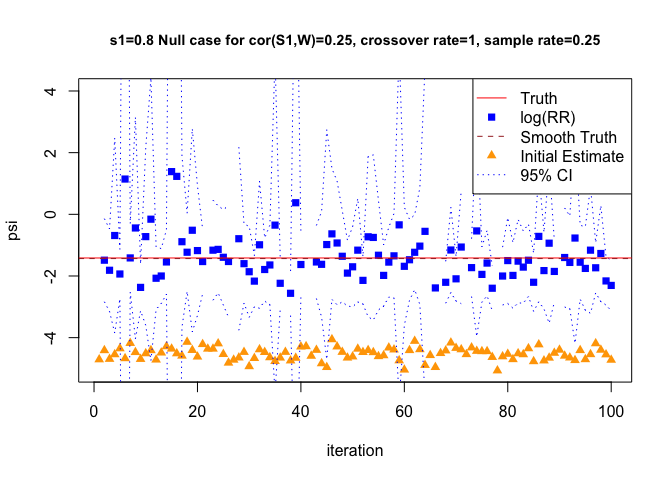 s1=0.8 Null case for cor(S1,W)=0.25, crossover rate=1, sample rate=0.25
Truth
log(RR)
Smooth Truth
Initial Estimate
95% CI
psi
4
2
0
-2
-4
0 20 40 60 80 100
iteration